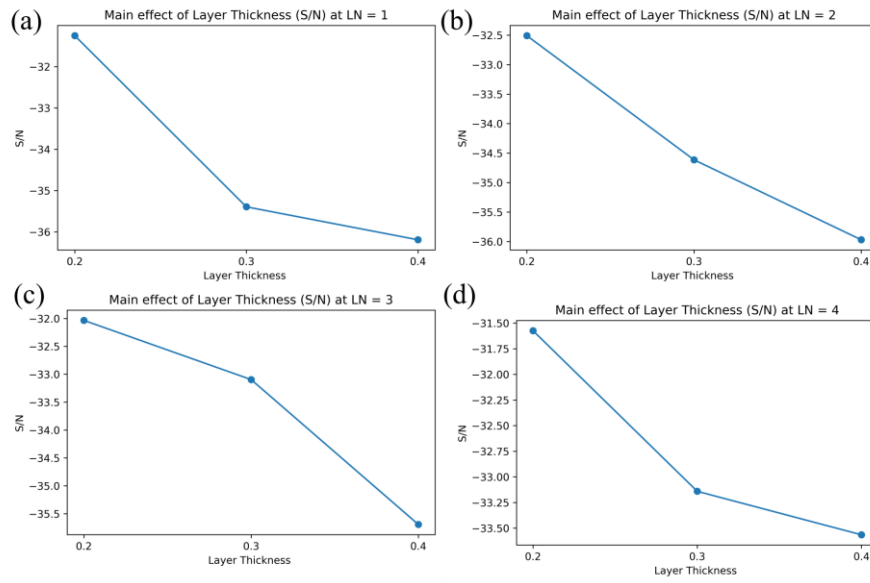 (a)
Main effect of Layer Thickness (S/N) at LN = 1
−32
−33
−34
−35
−36
S/N
0.2
0.3
0.4
Layer Thickness
(b)
Main effect of Layer Thickness (S/N) at LN = 2
−32.5
−33.0
−33.5
−34.0
−34.5
−35.0
−35.5
−36.0
S/N
0.2
0.3
0.4
Layer Thickness
(c)
Main effect of Layer Thickness (S/N) at LN = 3
−32.0
−32.5
−33.0
−33.5
−34.0
−34.5
−35.0
−35.5
S/N
0.2
0.3
0.4
Layer Thickness
(d)
Main effect of Layer Thickness (S/N) at LN = 4
−31.50
−31.75
−32.00
−32.25
−32.50
−32.75
−33.00
−33.25
−33.50
S/N
0.2
0.3
0.4
Layer Thickness